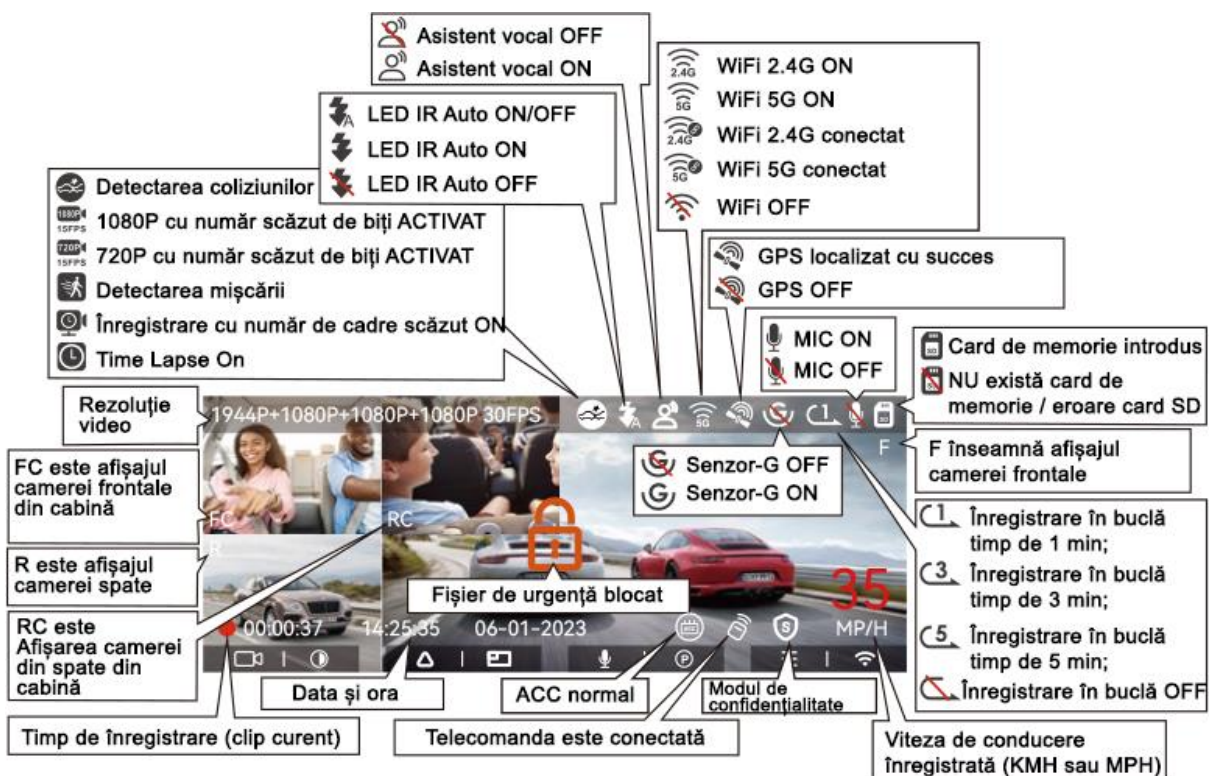 Asistent vocal OFF
Asistent vocal ON
2.4G WiFi 2.4G ON
5G WiFi 5G ON
2.4G WiFi 2.4G conectat
5G WiFi 5G conectat
WiFi OFF
A LED IR Auto ON/OFF
LED IR Auto ON
LED IR Auto OFF
Detectarea coliziunilor
1080P 15FPS 1080P cu număr scăzut de biți ACTIVAT
720P 15FPS 720P cu număr scăzut de biți ACTIVAT
Detectarea mișcării
Înregistrare cu număr de cadre scăzut ON
Time Lapse On
GPS localizat cu succes
GPS OFF
MIC ON
MIC OFF
SD Card de memorie introdus
NU există card de
memorie / eroare card SD
Rezoluție
video
1944P+1080P+1080P+1080P 30FPS
A
5G
G
1
SD
F
F înseamnă afișajul
camerei frontale
FC este afișajul
camerei frontale
din cabină
FC
RC
G Senzor-G OFF
G Senzor-G ON
R este afișajul
camerei spate
R
Fișier de urgență blocat
1 Înregistrare în buclă
timp de 1 min;
3 Înregistrare în buclă
timp de 3 min;
5 Înregistrare în buclă
timp de 5 min;
Înregistrare în buclă OFF
RC este
Afișarea camerei
din spate din
cabină
35
00:00:37 14:25:35 06-01-2023
S
MP/H
P
Data și ora
ACC normal
Modul de
confidențialitate
Timp de înregistrare (clip curent)
Telecomanda este conectată
Viteza de conducere
înregistrată (KMH sau MPH)